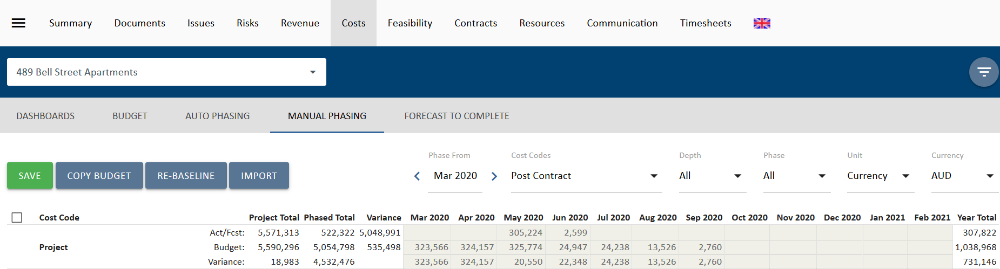 Summary Documents Issues Risks Revenue Costs Feasibility Contracts Resources Communication Timesheets
489 Bell Street Apartments
DASHBOARDS BUDGET AUTO PHASING MANUAL PHASING FORECAST TO COMPLETE
Phase From Cost Codes Depth Phase Unit Currency
SAVE COPY BUDGET RE-BASELINE IMPORT Mar 2020 Post Contract All All Currency AUD
Cost Code Project Total Phased Total Variance Mar 2020 Apr 2020 May 2020 Jun 2020 Jul 2020 Aug 2020 Sep 2020 Oct 2020 Nov 2020 Dec 2020 Jan 2021 Feb 2021 Year Total
Act/Fcst: 5,571,313 522,322 5,048,991 305,224 2,599 307,822
Project Budget: 5,590,296 5,054,798 535,498 323,566 324,157 325,774 24,947 24,238 13,526 2,760 1,038,968
Variance: 18,983 4,532,476 323,566 324,157 20,550 22,348 24,238 13,526 2,760 731,146